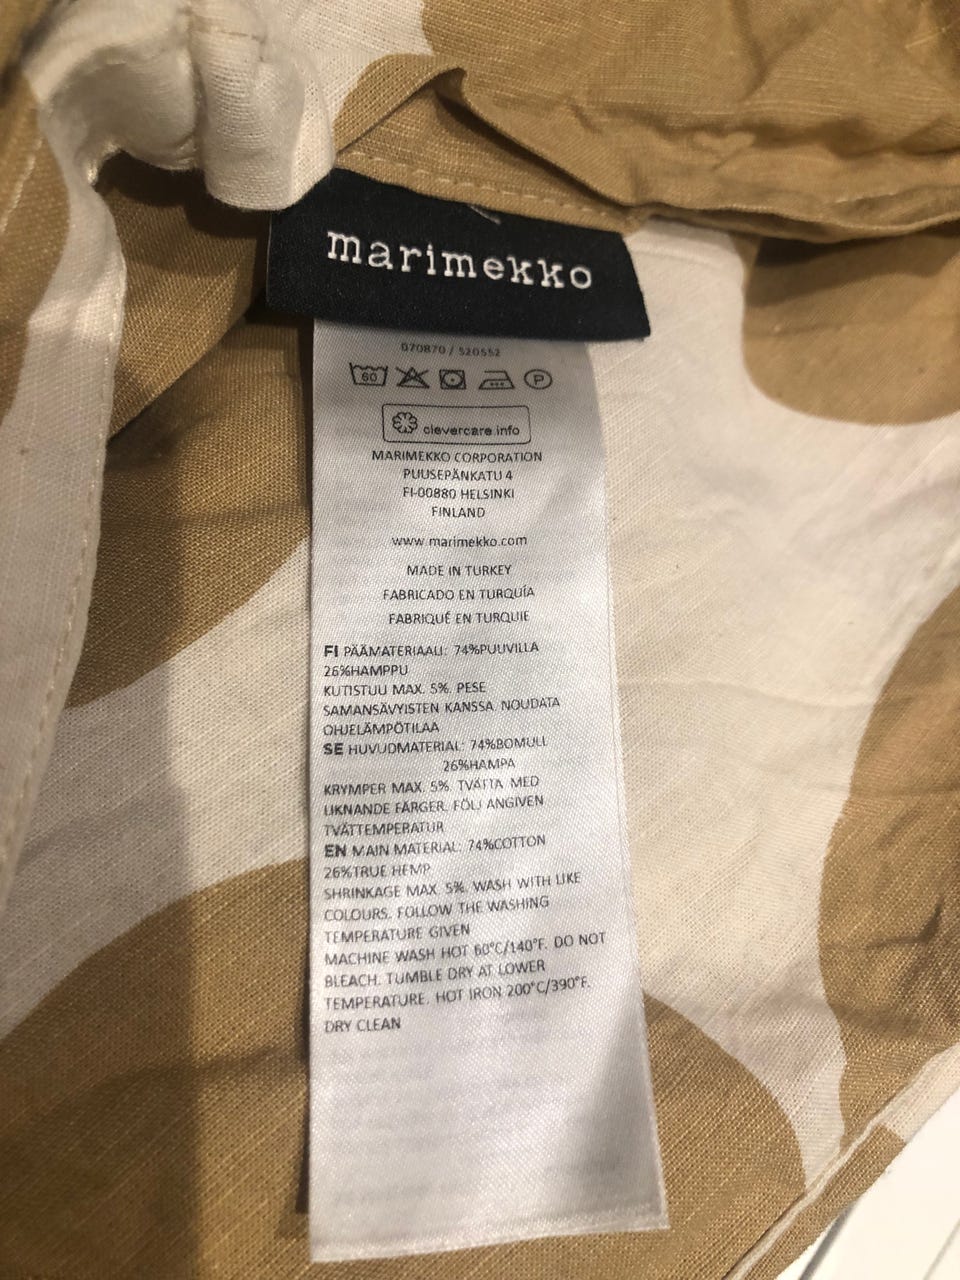 marimekko
070870 / 520552
60
P
clevercare.info
MARIMEKKO CORPORATION
PUUSEPÄNKATU 4
FI-00880 HELSINKI
FINLAND
www.marimekko.com
MADE IN TURKEY
FABRICADO EN TURQUÍA
FABRIQUÉ EN TURQUIE
FI PÄÄMATERIAALI: 74%PUUVILLA
26%HAMPPU
KUTISTUU MAX. 5%. PESE
SAMANSÄVYISTEN KANSSA. NOUDATA
OHJELÄMPÖTILAA
SE HUVUDMATERIAL: 74%BOMULL
26%HAMPA
KRYMPER MAX. 5%. TVÄTTA MED
LIKNANDE FÄRGER. FÖLJ ANGIVEN
TVÄTTEMPERATUR
EN MAIN MATERIAL: 74%COTTON
26%TRUE HEMP
SHRINKAGE MAX. 5%. WASH WITH LIKE
COLOURS. FOLLOW THE WASHING
TEMPERATURE GIVEN
MACHINE WASH HOT 60°C/140°F. DO NOT
BLEACH. TUMBLE DRY AT LOWER
TEMPERATURE. HOT IRON 200°C/390°F.
DRY CLEAN